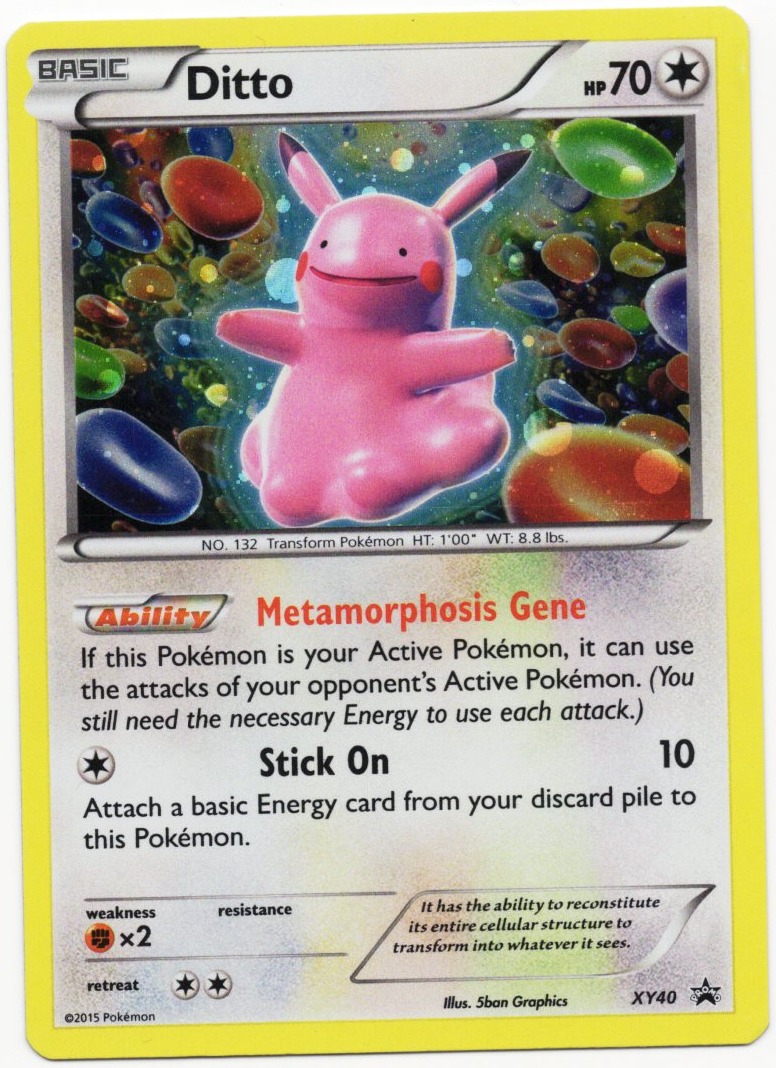 BASIC Ditto HP70
NO. 132 Transform Pokémon HT: 1'00" WT: 8.8 lbs.
Ability Metamorphosis Gene
If this Pokémon is your Active Pokémon, it can use
the attacks of your opponent's Active Pokémon. (You
still need the necessary Energy to use each attack.)
Stick On 10
Attach a basic Energy card from your discard pile to
this Pokémon.
weakness resistance
×2
retreat
It has the ability to reconstitute
its entire cellular structure to
transform into whatever it sees.
Illus. 5ban Graphics XY40 PROMO
©2015 Pokémon